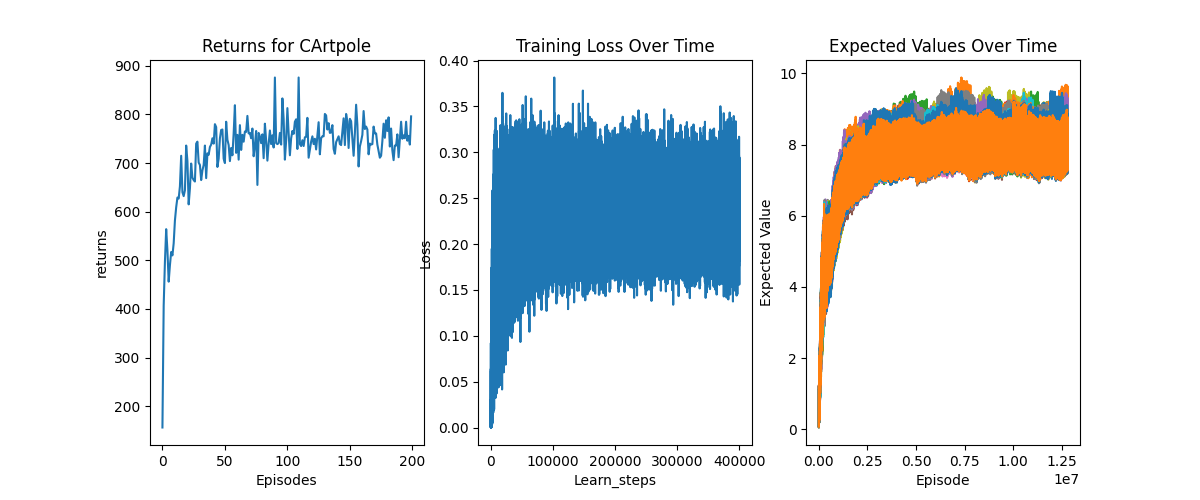 Returns for CArtpole
900
800
700
600
500
400
300
200
returns
0 50 100 150 200
Episodes
Training Loss Over Time
0.40
0.35
0.30
0.25
0.20
0.15
0.10
0.05
0.00
Loss
0 100000 200000 300000 400000
Learn_steps
Expected Values Over Time
10
8
6
4
2
0
Expected Value
0.00 0.25 0.50 0.75 1.00 1.25
1e7
Episode